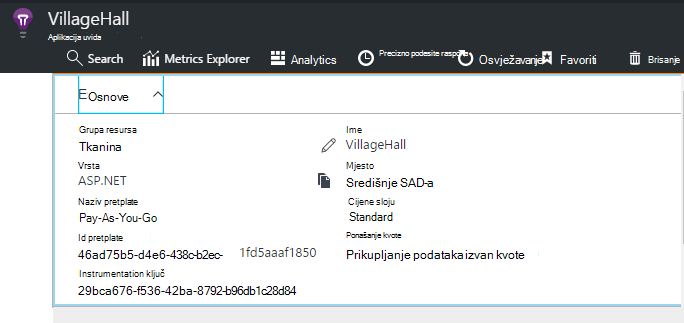 VillageHall
Aplikacija uvida
Search Metrics Explorer Analytics Precizno podesite raspona Osvježavanje Favoriti Brisanje
EOsnove
Grupa resursa Ime
Tkanina VillageHall
Vrsta Mjesto
ASP.NET Središnje SAD-a
Naziv pretplate Cijene sloju
Pay-As-You-Go Standard
Id pretplate Ponašanje kvote
46ad75b5-d4e6-438c-b2ec- 1fd5aaaf1850 Prikupljanje podataka izvan kvote
Instrumentation ključ
29bca676-f536-42ba-8792-b96db1c28d84